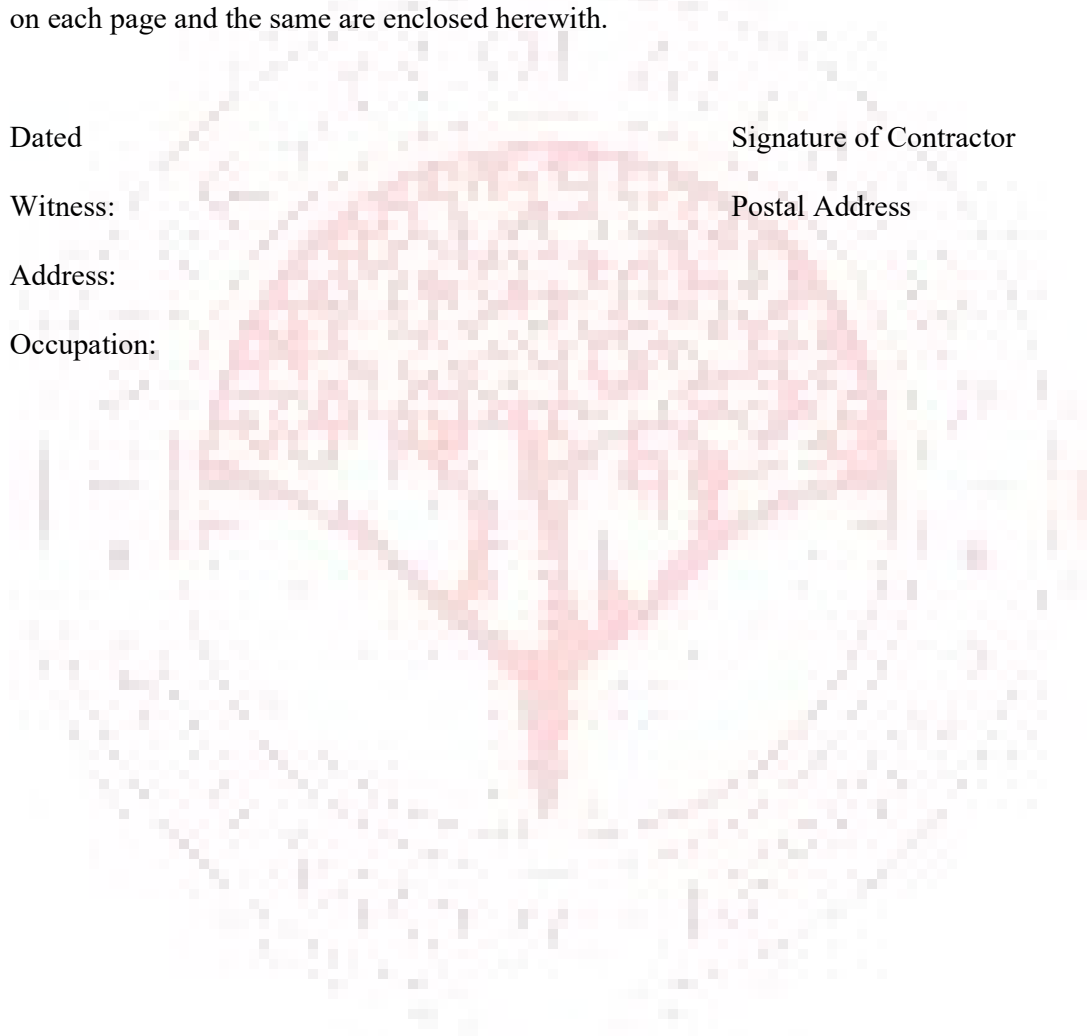 on each page and the same are enclosed herewith.
Dated Signature of Contractor
Witness: Postal Address
Address:
Occupation: